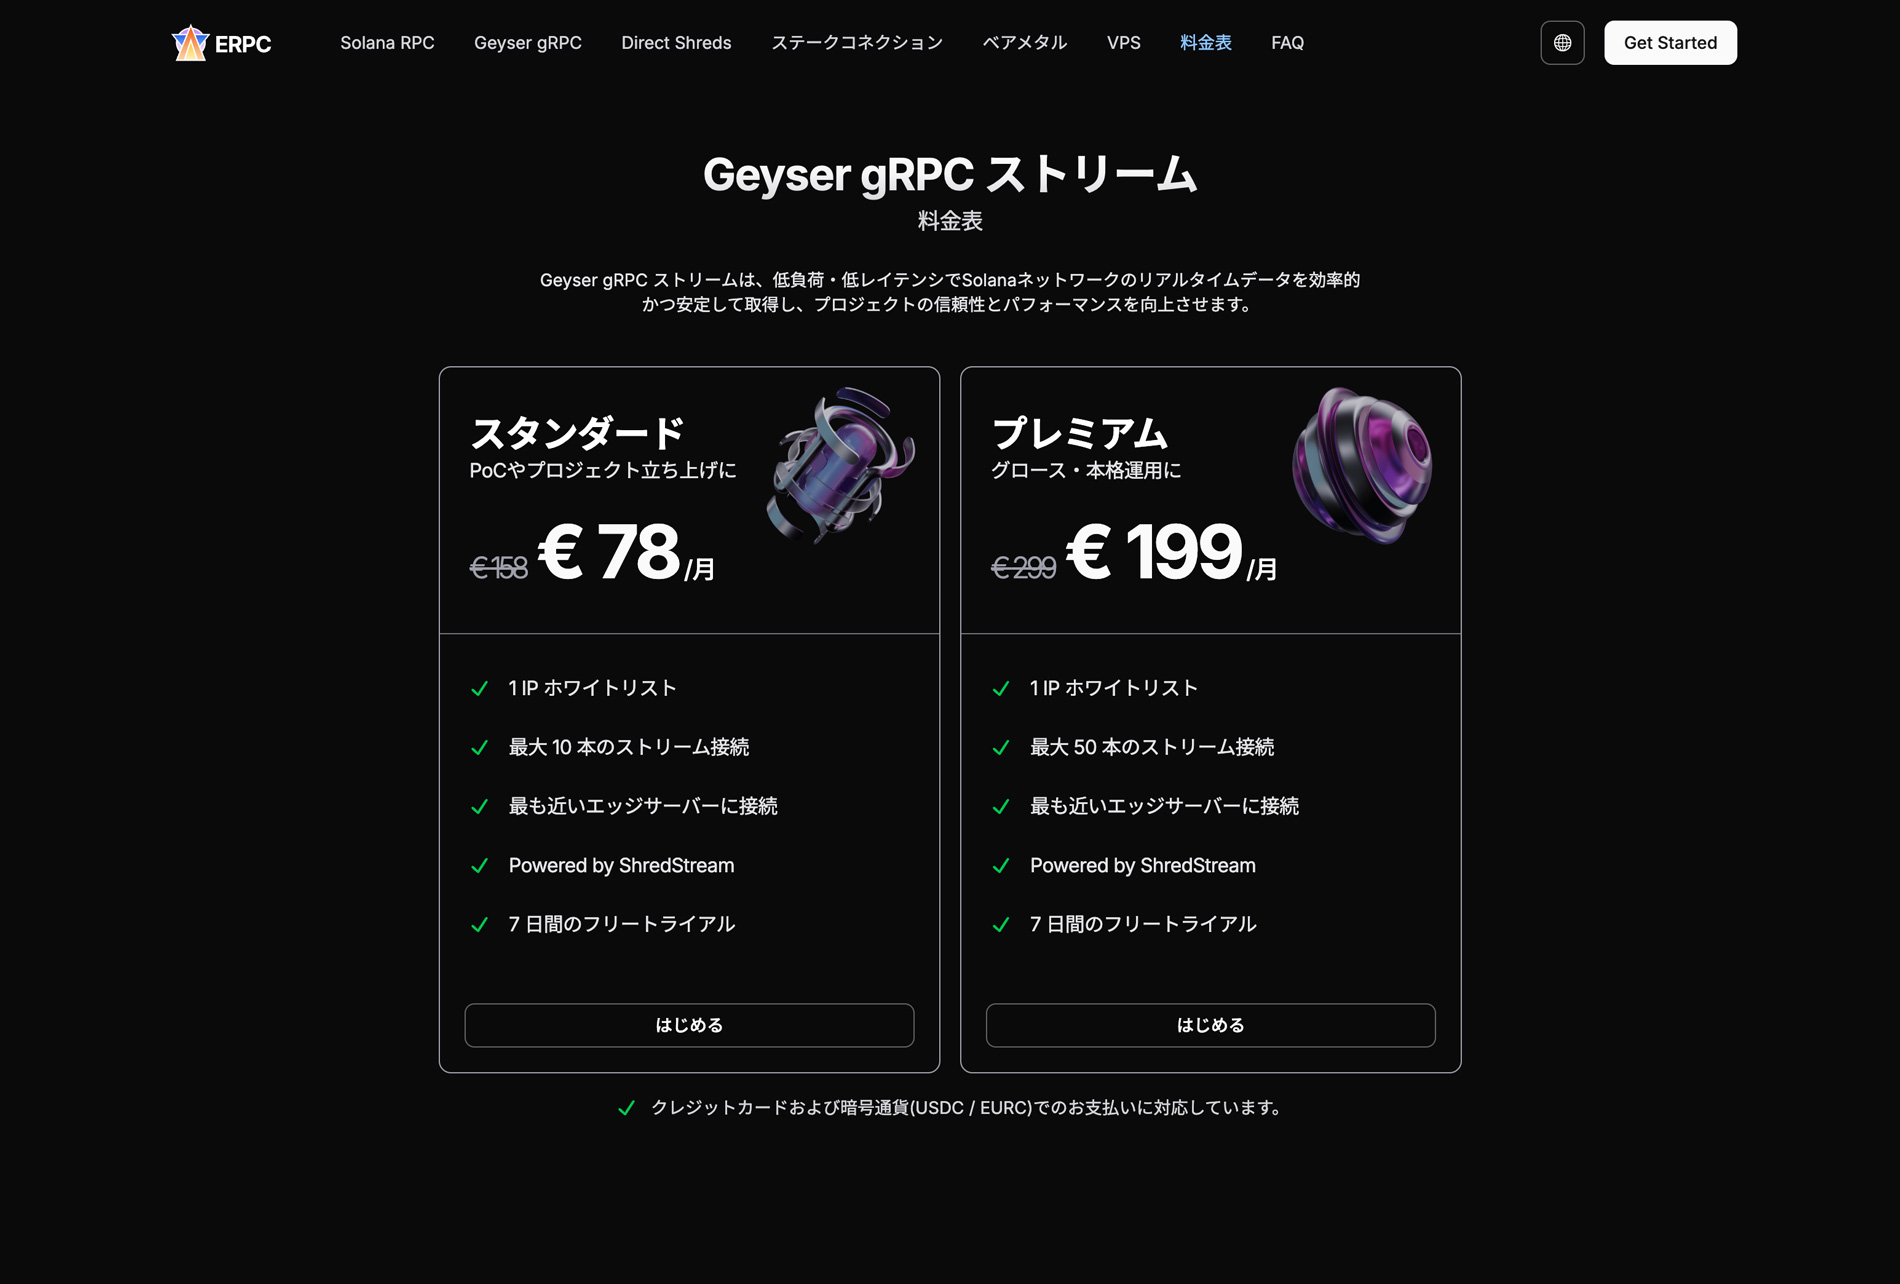 ERPC
Solana RPC
Geyser gRPC
Direct Shreds
ステークコネクション
ベアメタル
VPS
料金表
FAQ
Get Started
Geyser gRPC ストリーム
料金表
Geyser gRPC ストリームは、低負荷・低レイテンシでSolanaネットワークのリアルタイムデータを効率的
かつ安定して取得し、プロジェクトの信頼性とパフォーマンスを向上させます。
スタンダード
PoCやプロジェクト立ち上げに
€158 € 78 /月
1 IP ホワイトリスト
最大 10 本のストリーム接続
最も近いエッジサーバーに接続
Powered by ShredStream
7 日間のフリートライアル
はじめる
プレミアム
グロース・本格運用に
€299 € 199 /月
1 IP ホワイトリスト
最大 50 本のストリーム接続
最も近いエッジサーバーに接続
Powered by ShredStream
7 日間のフリートライアル
はじめる
クレジットカードおよび暗号通貨(USDC / EURC)でのお支払いに対応しています。